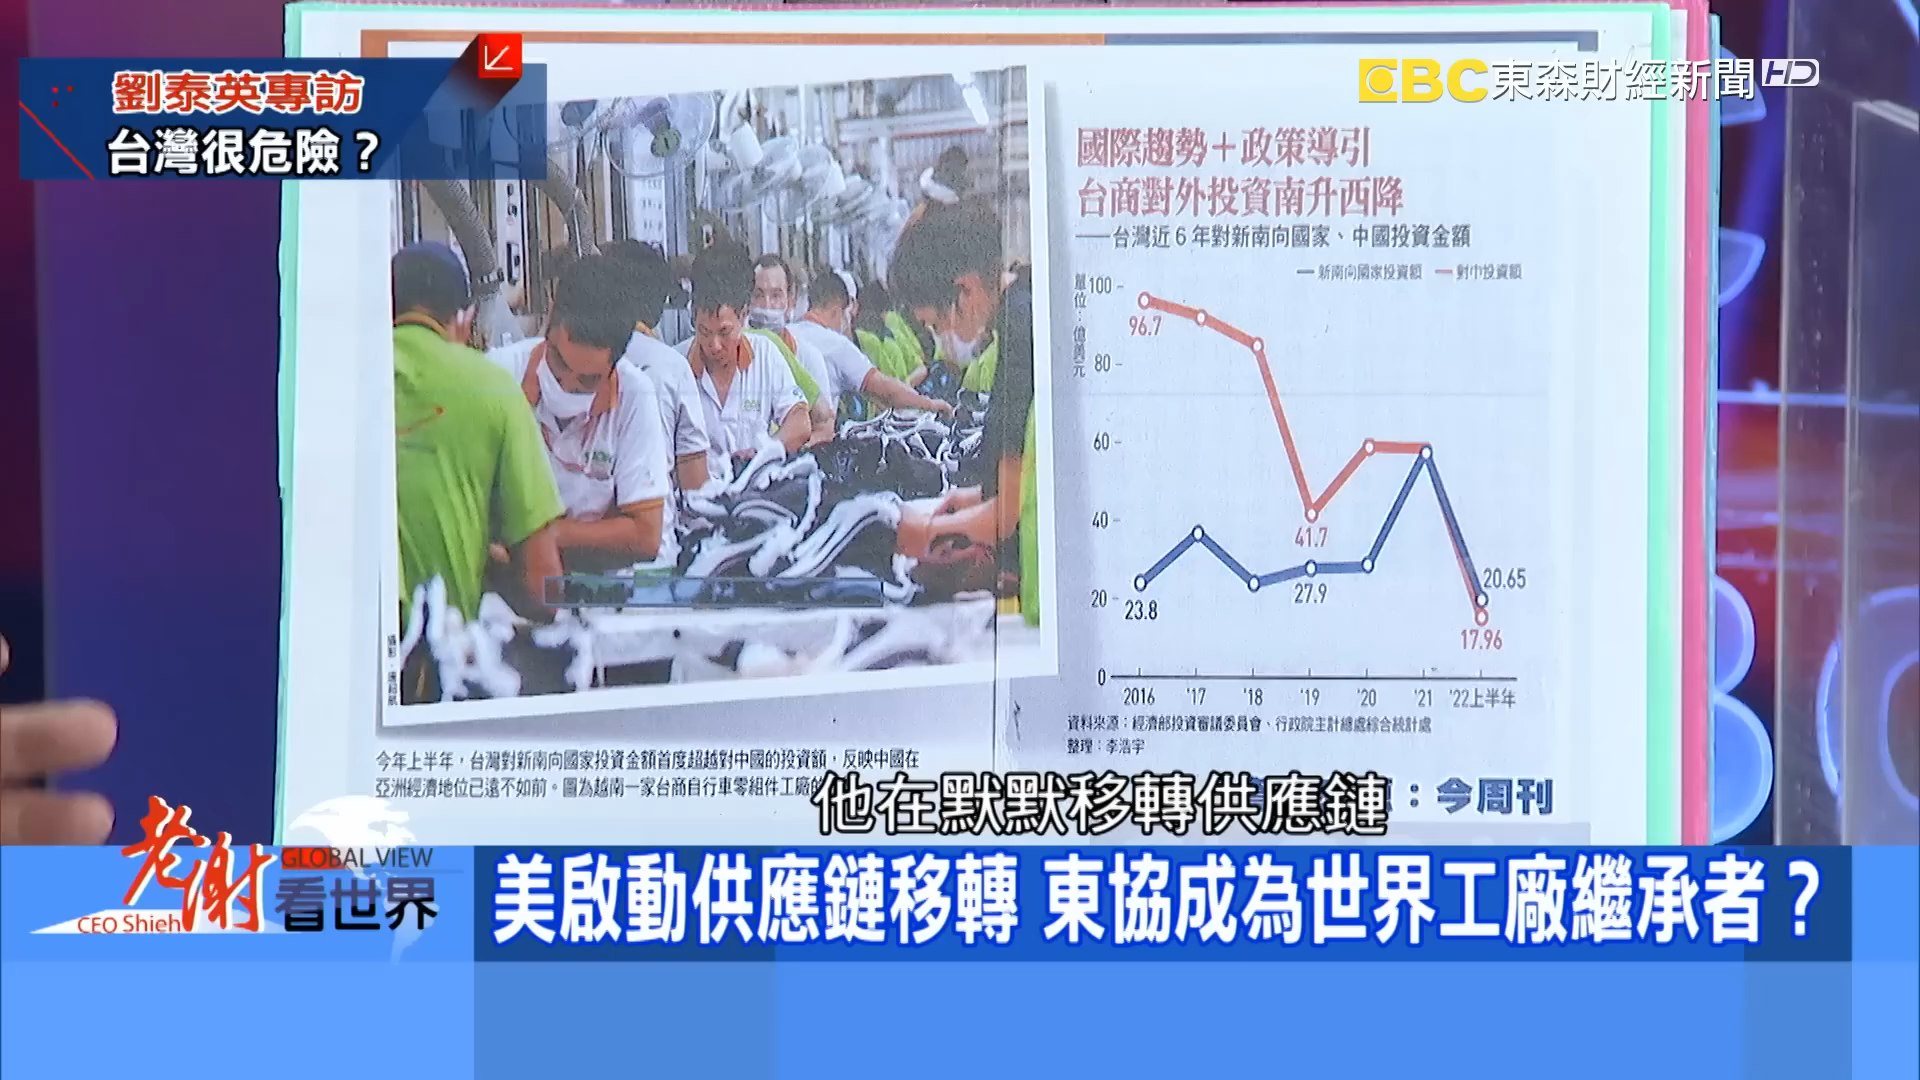 劉泰英專訪
台灣很危險？
EBC 東森財經新聞 HD
國際趨勢＋政策導引
台商對外投資南升西降
——台灣近6年對新南向國家、中國投資金額
新南向國家投資額 對中投資額
單位：億美元
100
80
60
40
20
0
96.7
41.7
23.8
27.9
20.65
17.96
2016 '17 '18 '19 '20 '21 '22上半年
資料來源：經濟部投資審議委員會、行政院主計總處綜合統計處
整理：李浩宇
今年上半年，台灣對新南向國家投資金額首度超越對中國的投資額，反映中國在
亞洲經濟地位已遠不如前。圖為越南一家台商自行車零組件工廠的
：今周刊
他在默默移轉供應鏈
老謝
GLOBAL VIEW
看世界
CEO Shieh
美啟動供應鏈移轉 東協成為世界工廠繼承者？